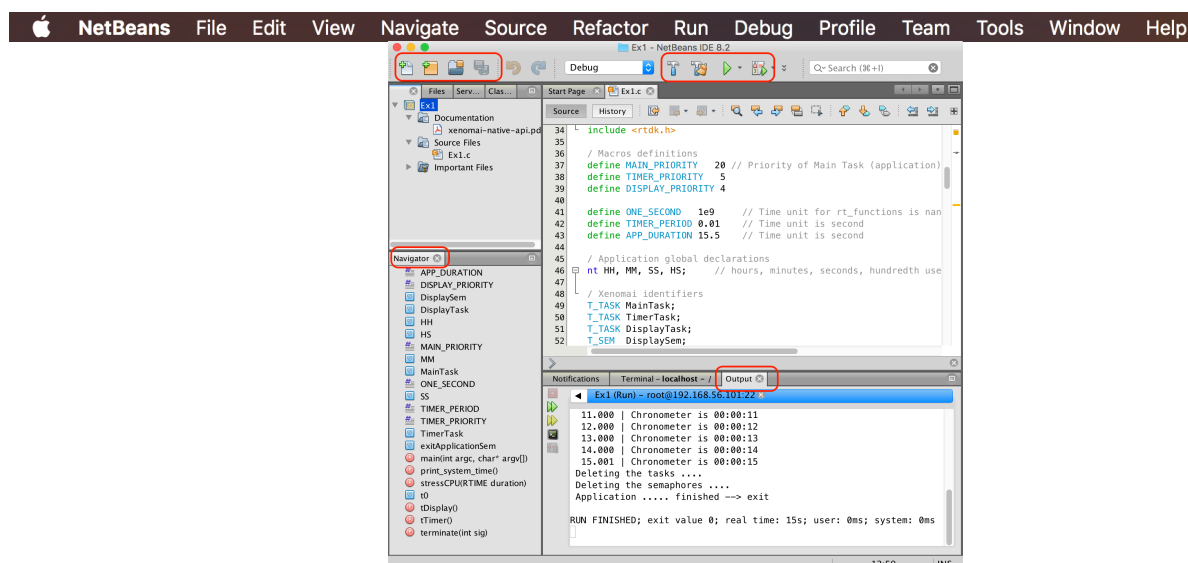 NetBeans File Edit View Navigate Source Refactor Run Debug Profile Team Tools Window Help
Ex1 - NetBeans IDE 8.2
Debug
Search (⌘+I)
Files Serv... Clas...
Ex1
Documentation
xenomai-native-api.pd
Source Files
Ex1.c
Important Files
Navigator
APP_DURATION
DISPLAY_PRIORITY
DisplaySem
DisplayTask
HH
HS
MAIN_PRIORITY
MM
MainTask
ONE_SECOND
SS
TIMER_PERIOD
TIMER_PRIORITY
TimerTask
exitApplicationSem
main(int argc, char* argv[])
print_system_time()
stressCPU(RTIME duration)
t0
tDisplay()
tTimer()
terminate(int sig)
Start Page Ex1.c
Source History
34 include <rtdk.h>
35
36 / Macros definitions
37 define MAIN_PRIORITY 20 // Priority of Main Task (application)
38 define TIMER_PRIORITY 5
39 define DISPLAY_PRIORITY 4
40
41 define ONE_SECOND 1e9 // Time unit for rt_functions is nan
42 define TIMER_PERIOD 0.01 // Time unit is second
43 define APP_DURATION 15.5 // Time unit is second
44
45 / Application global declarations
46 nt HH, MM, SS, HS; // hours, minutes, seconds, hundredth use
47
48 / Xenomai identifiers
49 T_TASK MainTask;
50 T_TASK TimerTask;
51 T_TASK DisplayTask;
52 T_SEM DisplaySem;
Notifications Terminal - localhost - / Output
Ex1 (Run) - root@192.168.56.101:22
11.000 | Chronometer is 00:00:11
12.000 | Chronometer is 00:00:12
13.000 | Chronometer is 00:00:13
14.000 | Chronometer is 00:00:14
15.001 | Chronometer is 00:00:15
Deleting the tasks ....
Deleting the semaphores ....
Application ..... finished --> exit
RUN FINISHED; exit value 0; real time: 15s; user: 0ms; system: 0ms